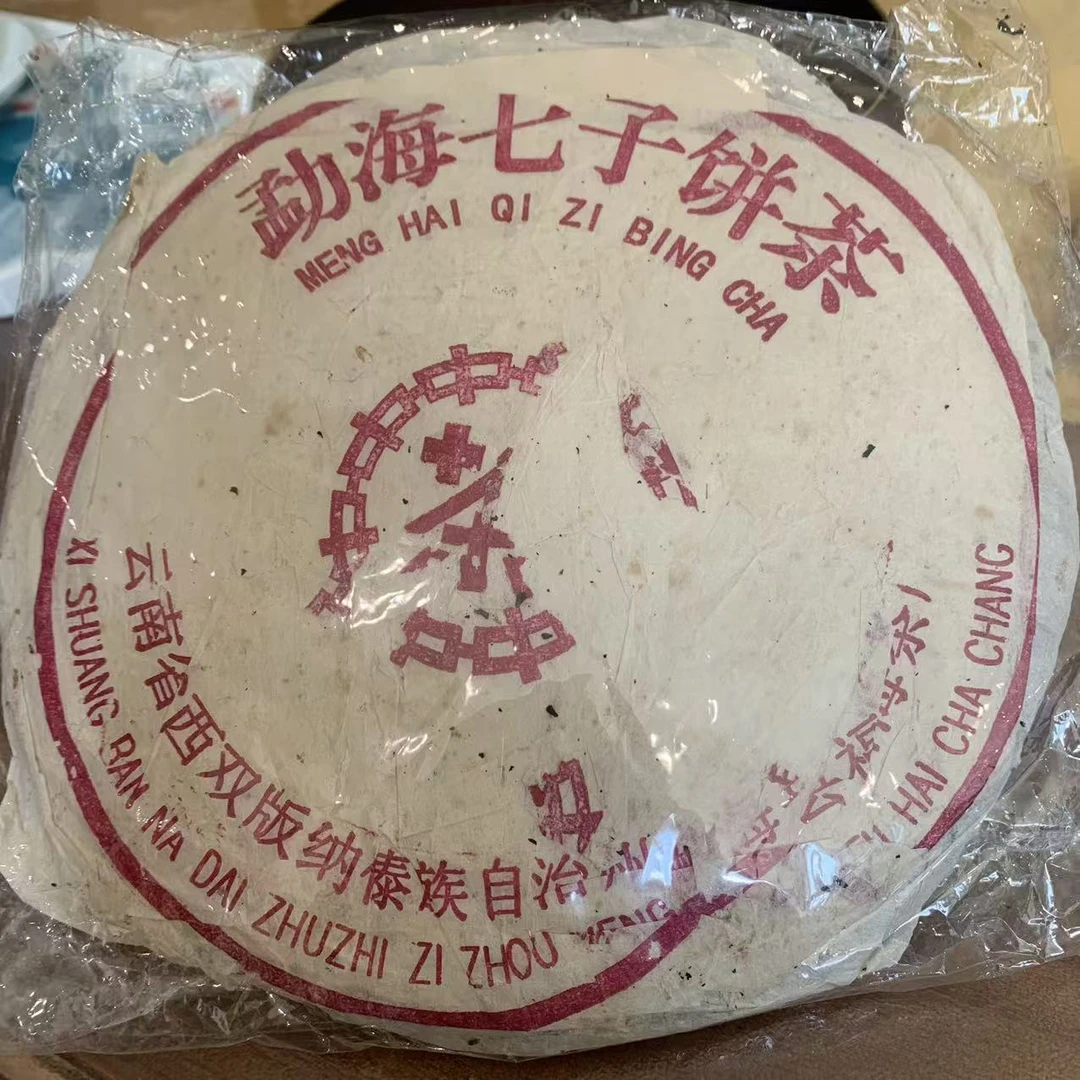 勐海七子饼茶
MENG HAI QI ZI BING CHA
云南省西双版纳傣族自治州
XI SHUANG BAN NA DAI ZHUZHI ZI ZHOU MENG HAI CHA CHANG